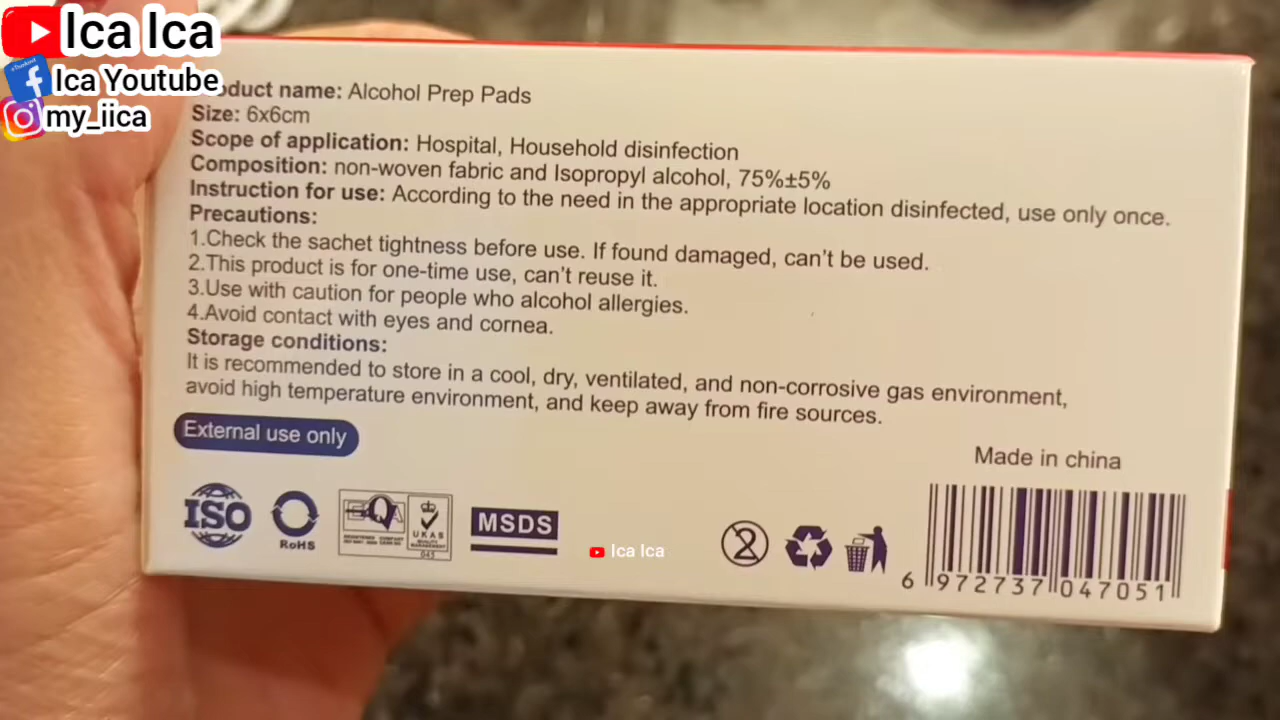 Ica Ica
Ica Youtube
my_iica
oduct name: Alcohol Prep Pads
Size: 6x6cm
Scope of application: Hospital, Household disinfection
Composition: non-woven fabric and Isopropyl alcohol, 75%±5%
Instruction for use: According to the need in the appropriate location disinfected, use only once.
Precautions:
1.Check the sachet tightness before use. If found damaged, can't be used.
2.This product is for one-time use, can't reuse it.
3.Use with caution for people who alcohol allergies.
4.Avoid contact with eyes and cornea.
Storage conditions:
It is recommended to store in a cool, dry, ventilated, and non-corrosive gas environment,
avoid high temperature environment, and keep away from fire sources.
External use only
Made in china
ISO
RoHS
UKAS
QUALITY
MANAGEMENT
MSDS
Ica Ica
2
6 972737 047051